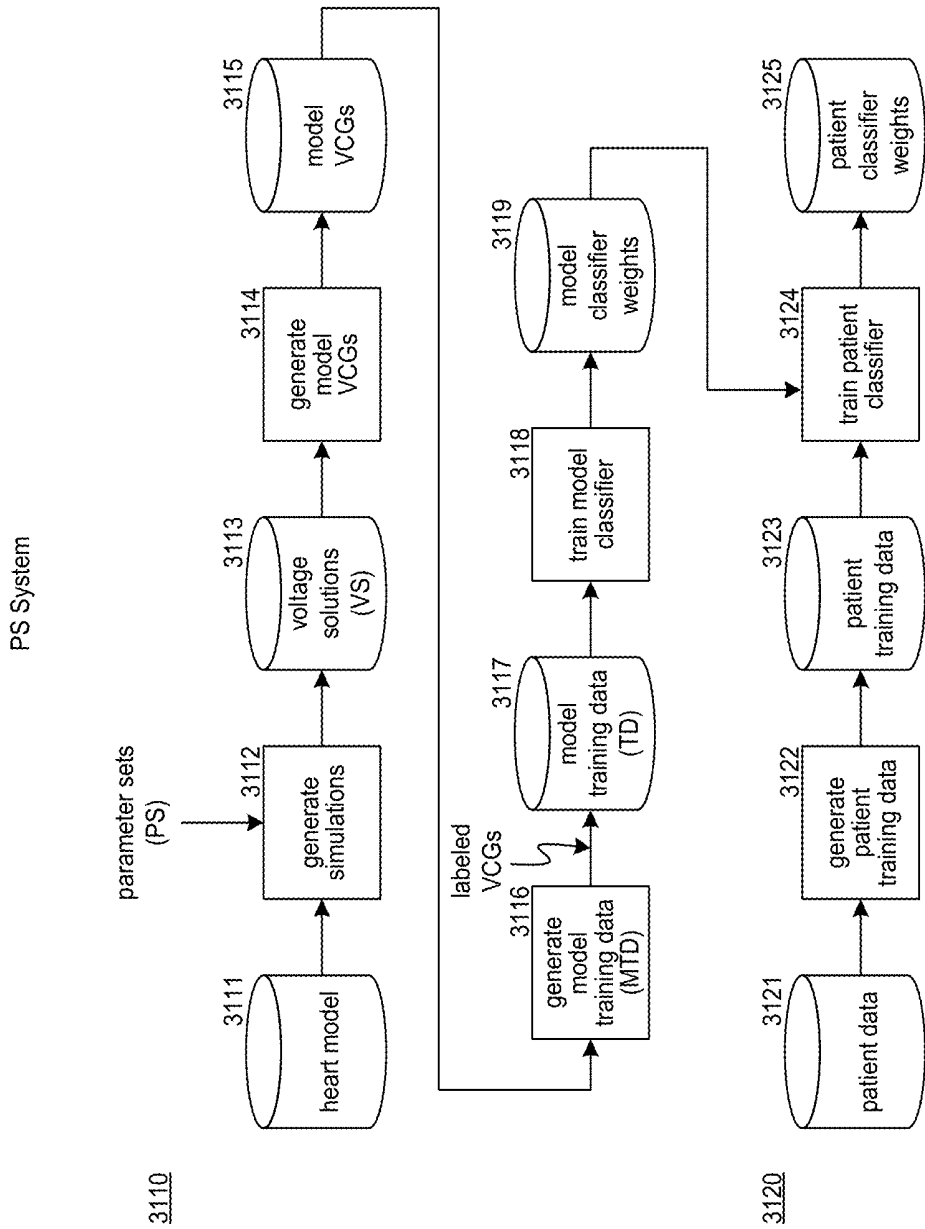 PS System
3110
parameter sets
(PS)
3111
heart model
3112
generate
simulations
3113
voltage
solutions
(VS)
3114
generate
model
VCGs
3115
model
VCGs
3116
generate
model
training data
(MTD)
labeled
VCGs
3117
model
training data
(TD)
3118
train model
classifier
3119
model
classifier
weights
3120
3121
patient data
3122
generate
patient
training data
3123
patient
training data
3124
train patient
classifier
3125
patient
classifier
weights